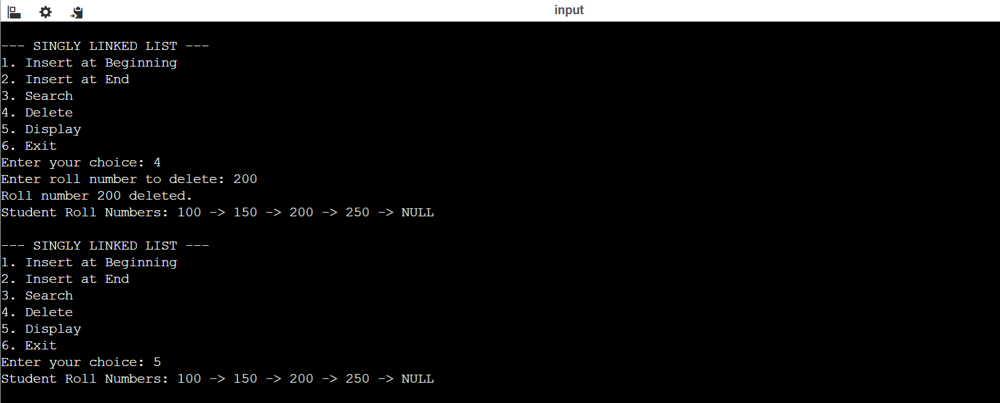 input
--- SINGLY LINKED LIST ---
1. Insert at Beginning
2. Insert at End
3. Search
4. Delete
5. Display
6. Exit
Enter your choice: 4
Enter roll number to delete: 200
Roll number 200 deleted.
Student Roll Numbers: 100 -> 150 -> 200 -> 250 -> NULL
--- SINGLY LINKED LIST ---
1. Insert at Beginning
2. Insert at End
3. Search
4. Delete
5. Display
6. Exit
Enter your choice: 5
Student Roll Numbers: 100 -> 150 -> 200 -> 250 -> NULL